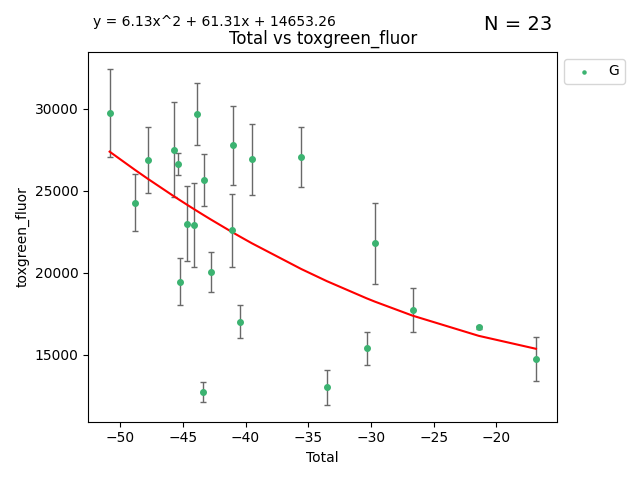 y = 6.13x^2 + 61.31x + 14653.26
N = 23
Total vs toxgreen_fluor
G
30000
25000
20000
15000
toxgreen_fluor
−50 −45 −40 −35 −30 −25 −20
Total